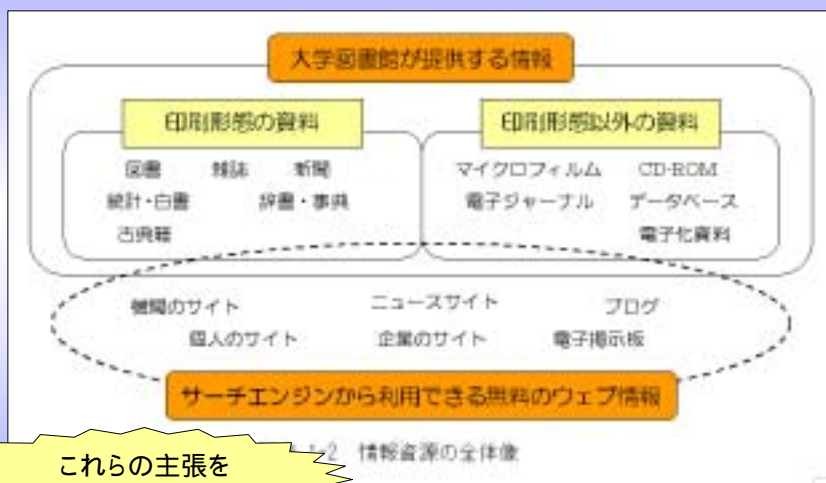 大学図書館が提供する情報
印刷形態の資料
印刷形態以外の資料
図書 雑誌 新聞
マイクロフィルム CD-ROM
統計・白書 辞書・事典
電子ジャーナル データベース
古典籍
電子化資料
機関のサイト ニュースサイト ブログ
個人のサイト 企業のサイト 電子掲示板
サーチエンジンから利用できる無料のウェブ情報
1-2 情報資源の全体像
これらの主張を